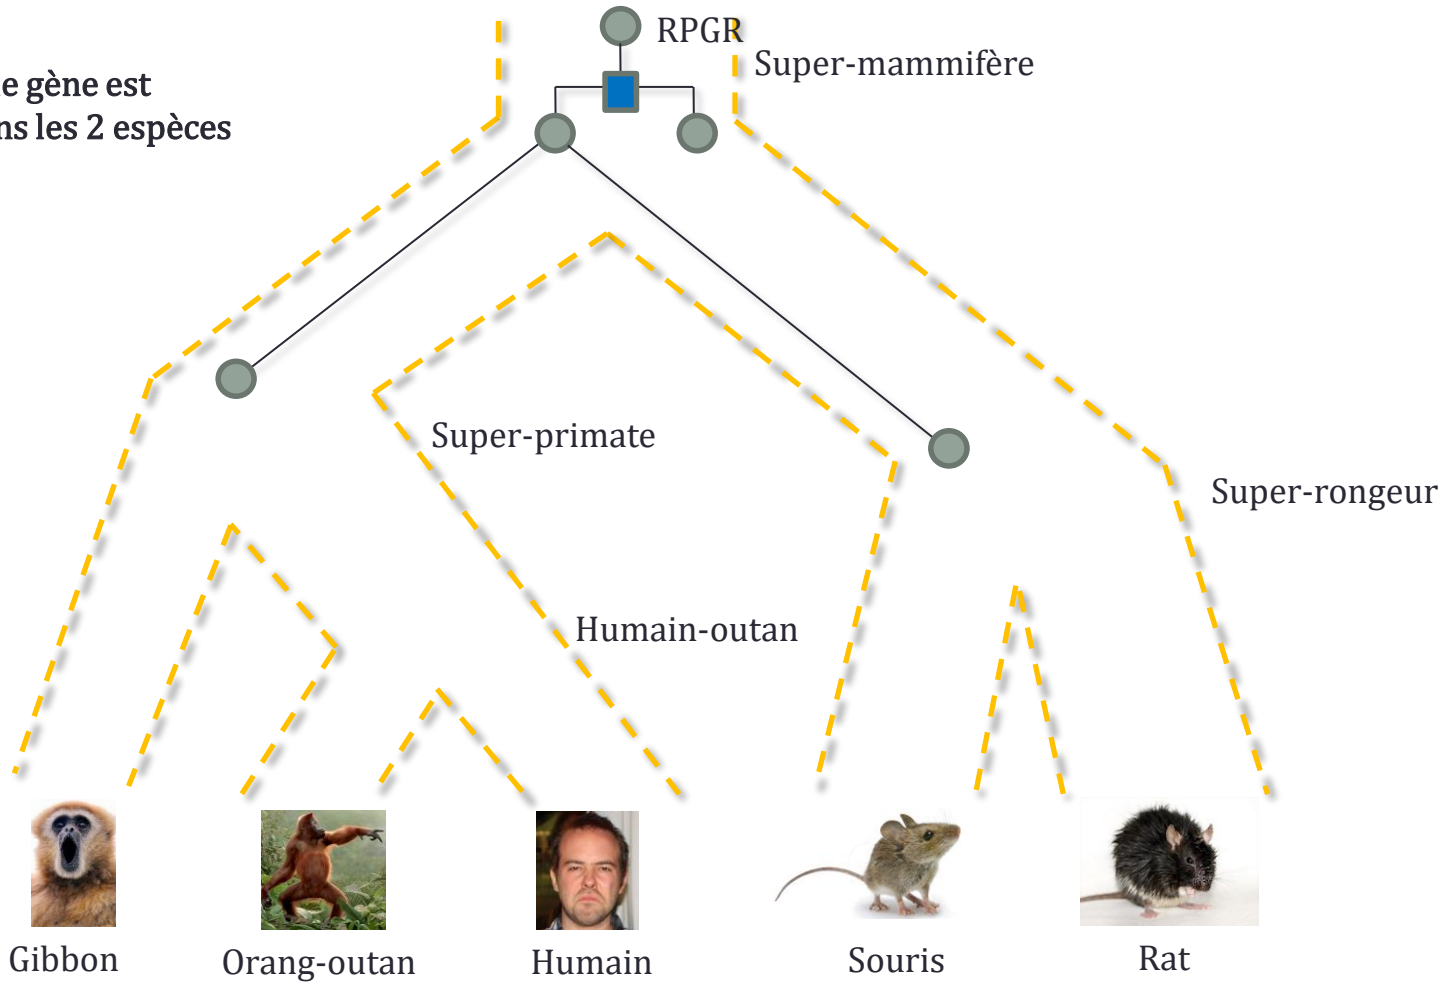 RPGR
Super-mammifère
e gène est
ns les 2 espèces
Super-primate
Super-rongeur
Humain-outan
Gibbon
Orang-outan
Humain
Souris
Rat